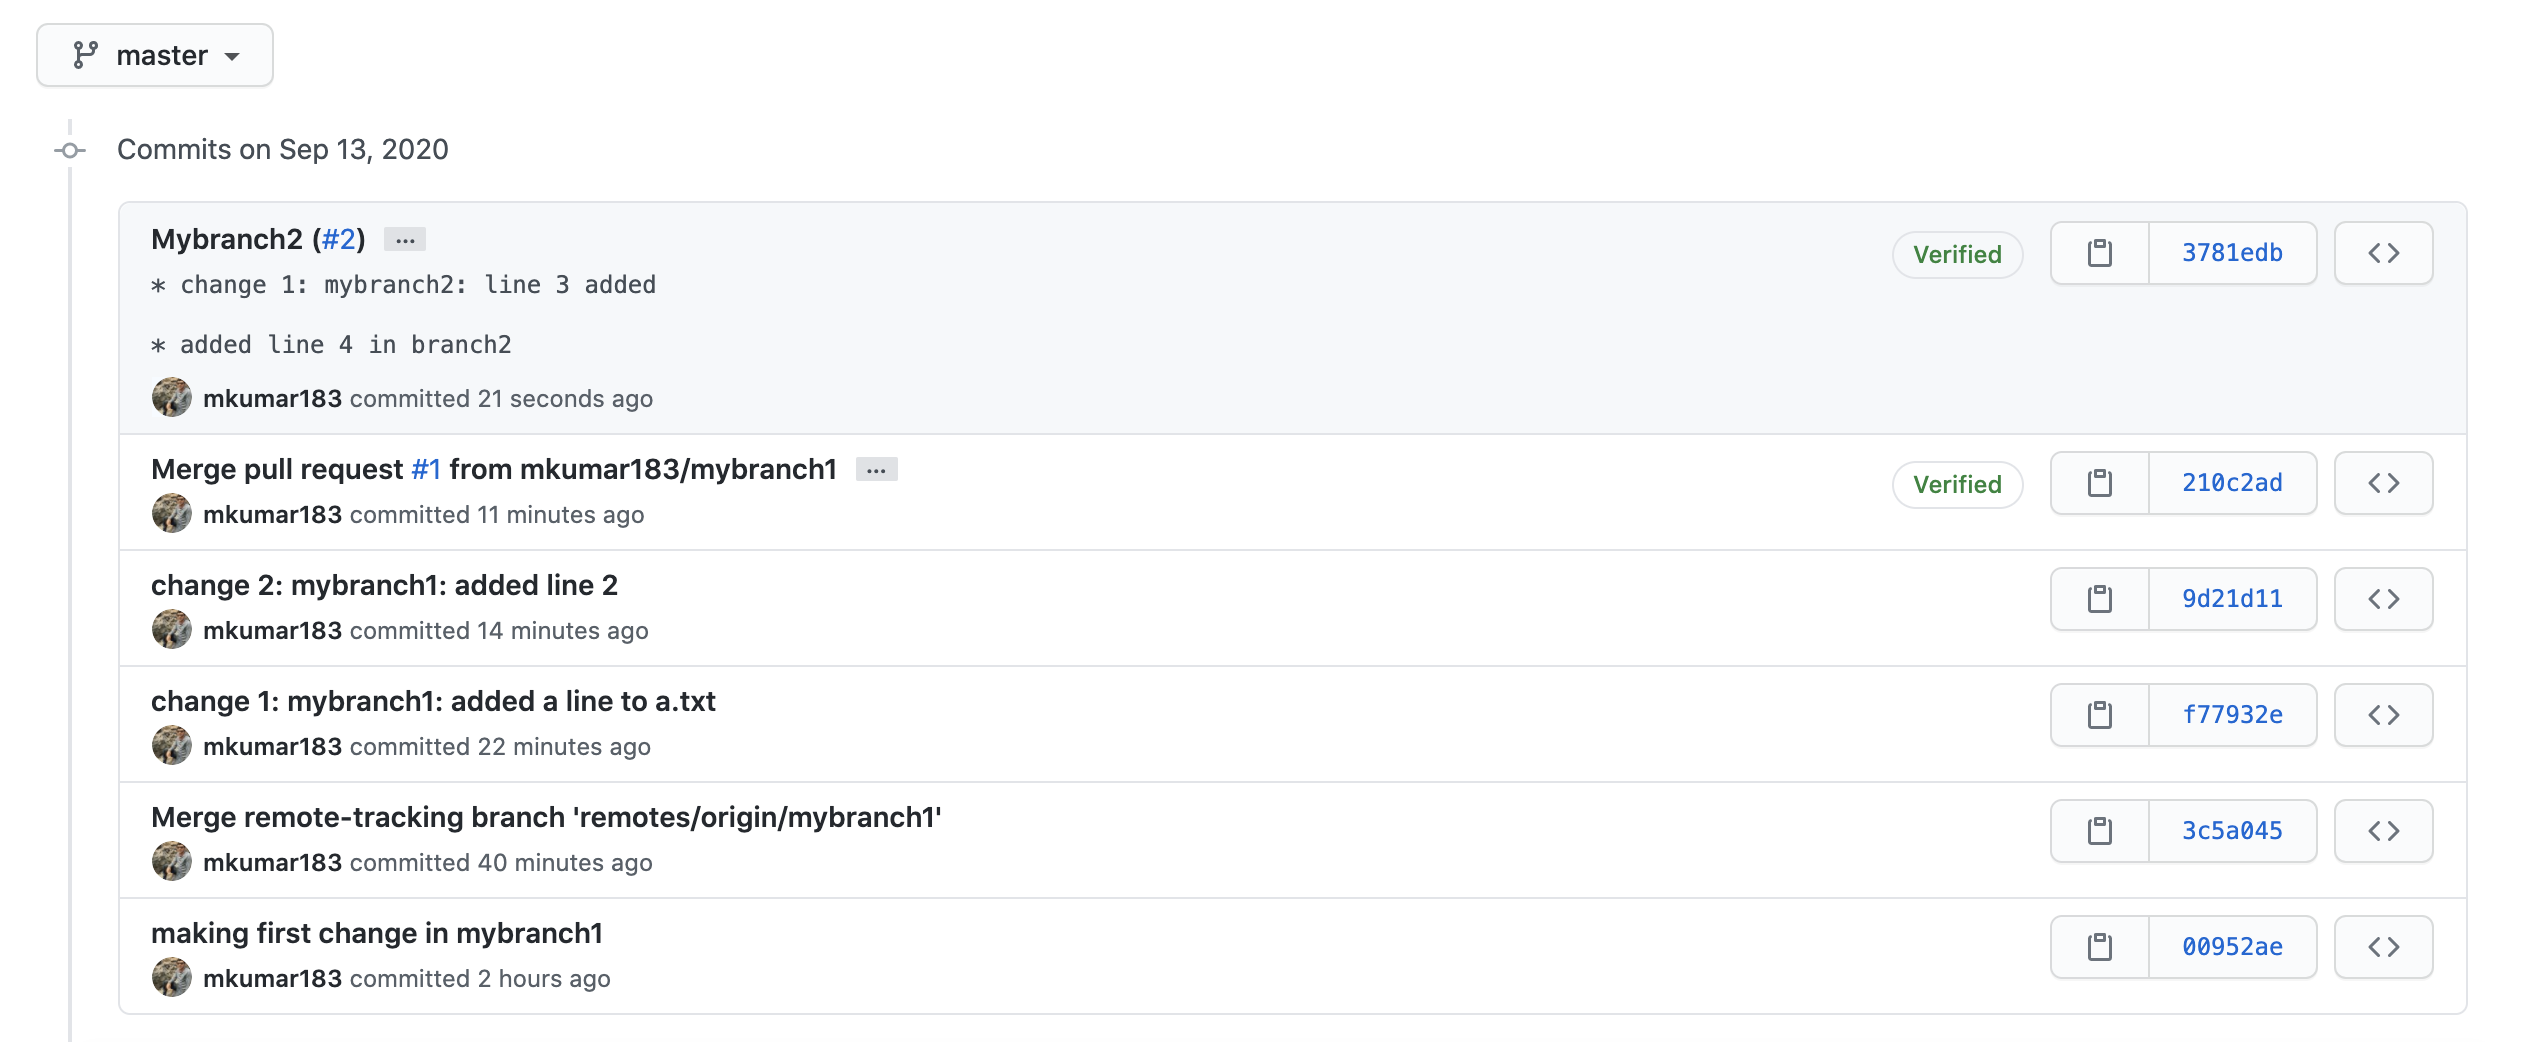 master
Commits on Sep 13, 2020
Mybranch2 (#2) ...
* change 1: mybranch2: line 3 added
* added line 4 in branch2
mkumar183 committed 21 seconds ago
Verified
3781edb
Merge pull request #1 from mkumar183/mybranch1 ...
mkumar183 committed 11 minutes ago
Verified
210c2ad
change 2: mybranch1: added line 2
mkumar183 committed 14 minutes ago
9d21d11
change 1: mybranch1: added a line to a.txt
mkumar183 committed 22 minutes ago
f77932e
Merge remote-tracking branch 'remotes/origin/mybranch1'
mkumar183 committed 40 minutes ago
3c5a045
making first change in mybranch1
mkumar183 committed 2 hours ago
00952ae